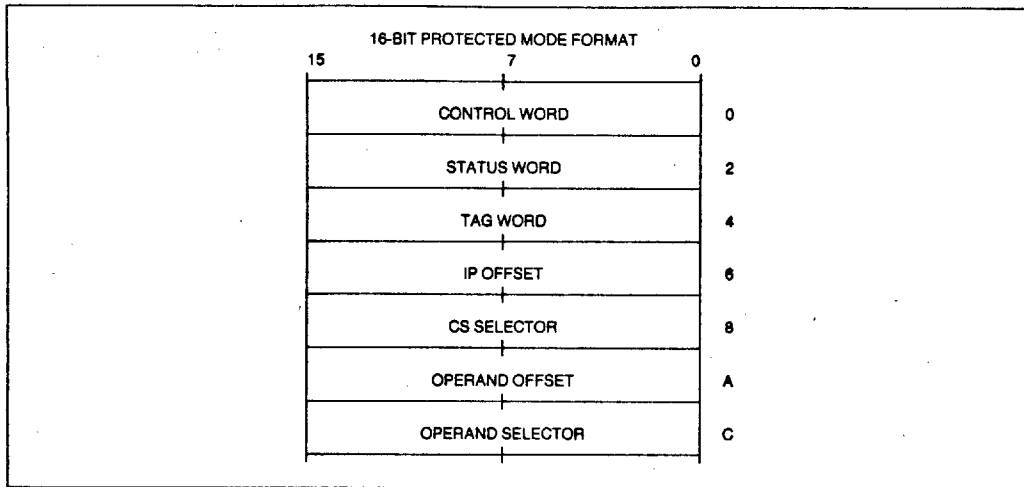 16-BIT PROTECTED MODE FORMAT
15 7 0
CONTROL WORD 0
STATUS WORD 2
TAG WORD 4
IP OFFSET 6
CS SELECTOR 8
OPERAND OFFSET A
OPERAND SELECTOR C